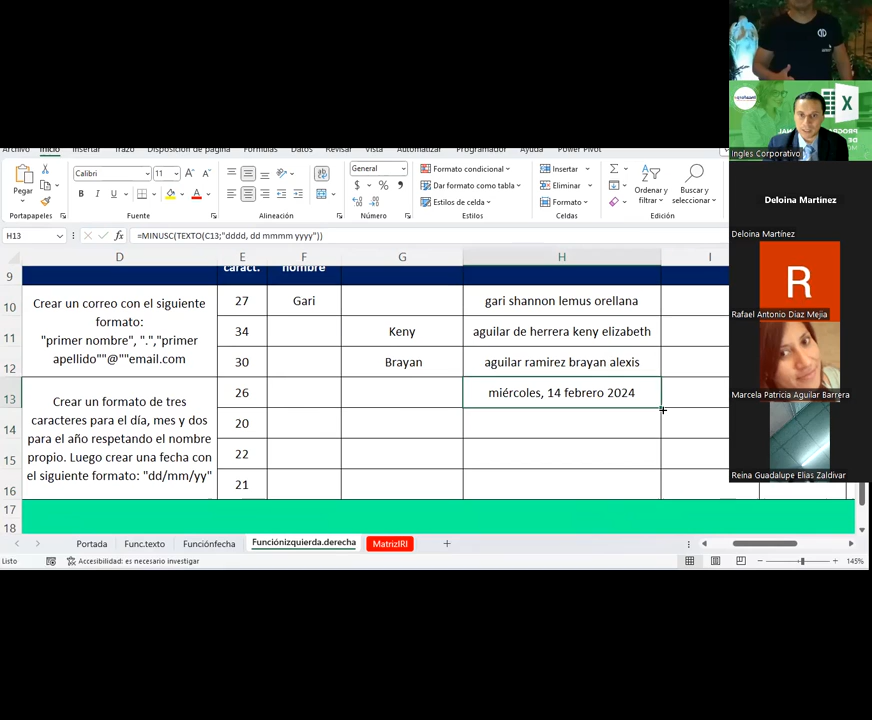 Archivo Inicio Insertar Trazo Disposición de página Fórmulas Datos Revisar Vista Automatizar Programador Ayuda Power Pivot
Pegar
Portapapeles
Calibri 11
N K S
Fuente
Alineación
General
$ % 000
Número
Formato condicional
Dar formato como tabla
Estilos de celda
Estilos
Insertar
Eliminar
Formato
Celdas
Ordenar y filtrar
Buscar y seleccionar
Edición
H13 fx =MINUSC(TEXTO(C13;"dddd, dd mmmm yyyy"))
D E F G H I
9 caract. nombre
10 27 Gari gari shannon lemus orellana
11 34 Keny aguilar de herrera keny elizabeth
12 30 Brayan aguilar ramirez brayan alexis
13 26 miércoles, 14 febrero 2024
14 20
15 22
16 21
17
18
Crear un correo con el siguiente
formato:
"primer nombre", ".","primer
apellido""@""email.com
Crear un formato de tres
caracteres para el día, mes y dos
para el año respetando el nombre
propio. Luego crear una fecha con
el siguiente formato: "dd/mm/yy"
Portada Func.texto Funciónfecha Funciónizquierda.derecha MatrizIRI
Listo Accesibilidad: es necesario investigar 145%
Ingles Corporativo
Deloina Martinez
Deloina Martínez
R
Rafael Antonio Diaz Mejia
Marcela Patricia Aguilar Barrera
Reina Guadalupe Elias Zaldívar